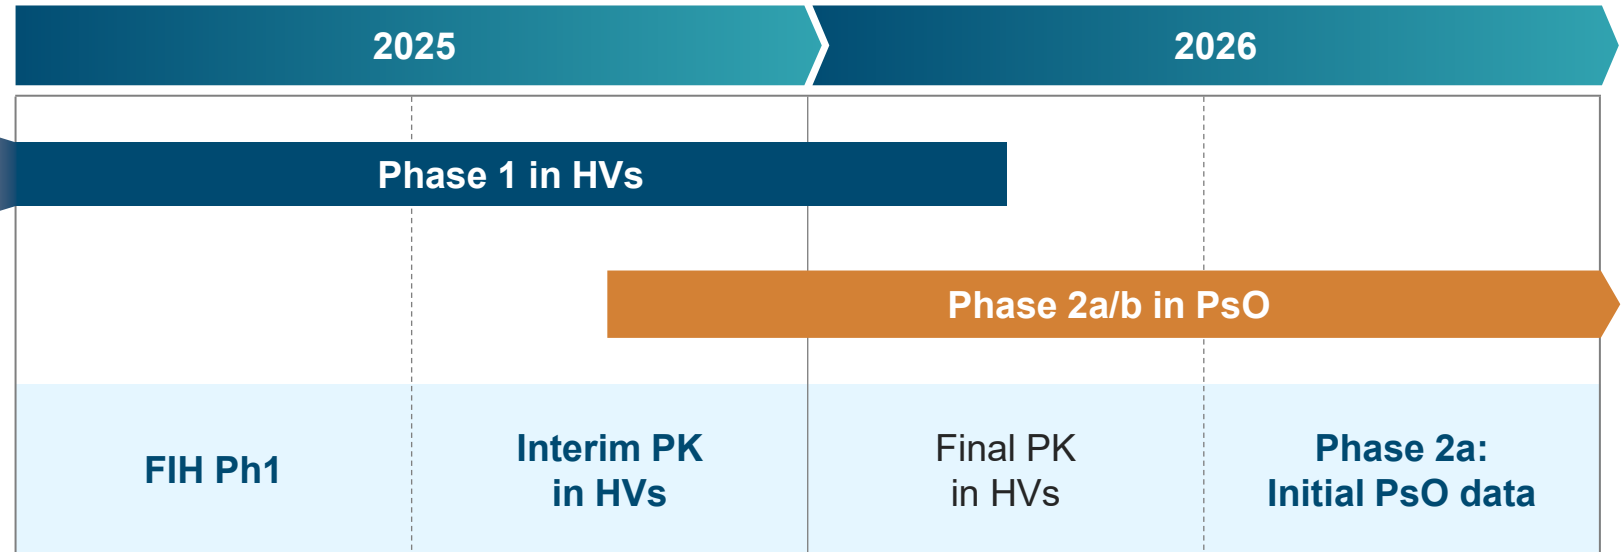 2025
2026
Phase 1 in HVs
Phase 2a/b in PsO
FIH Ph1
Interim PK
in HVs
Final PK
in HVs
Phase 2a:
Initial PsO data